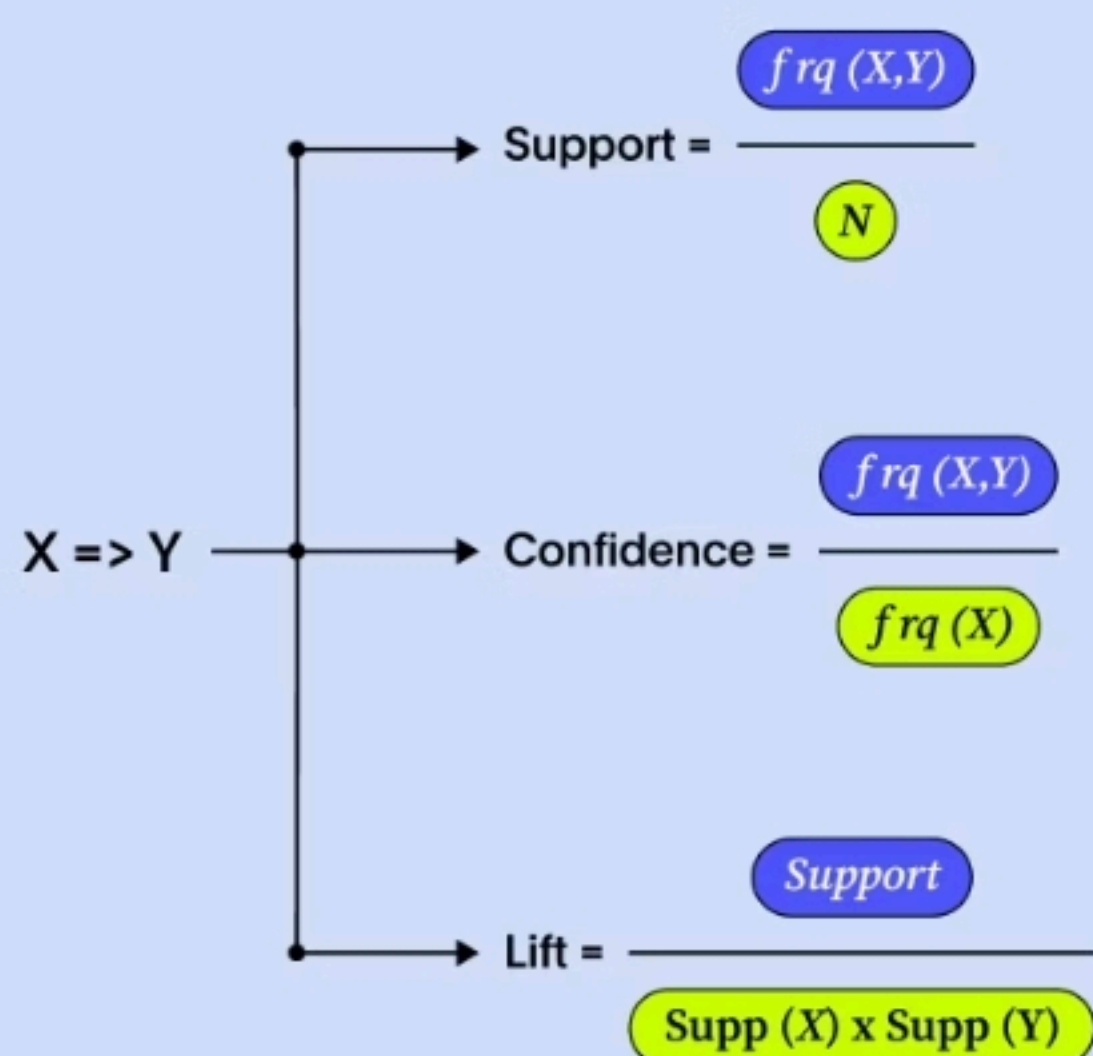 frq (X,Y)
Support =
N
frq (X,Y)
X => Y
Confidence =
frq (X)
Support
Lift =
Supp (X) x Supp (Y)